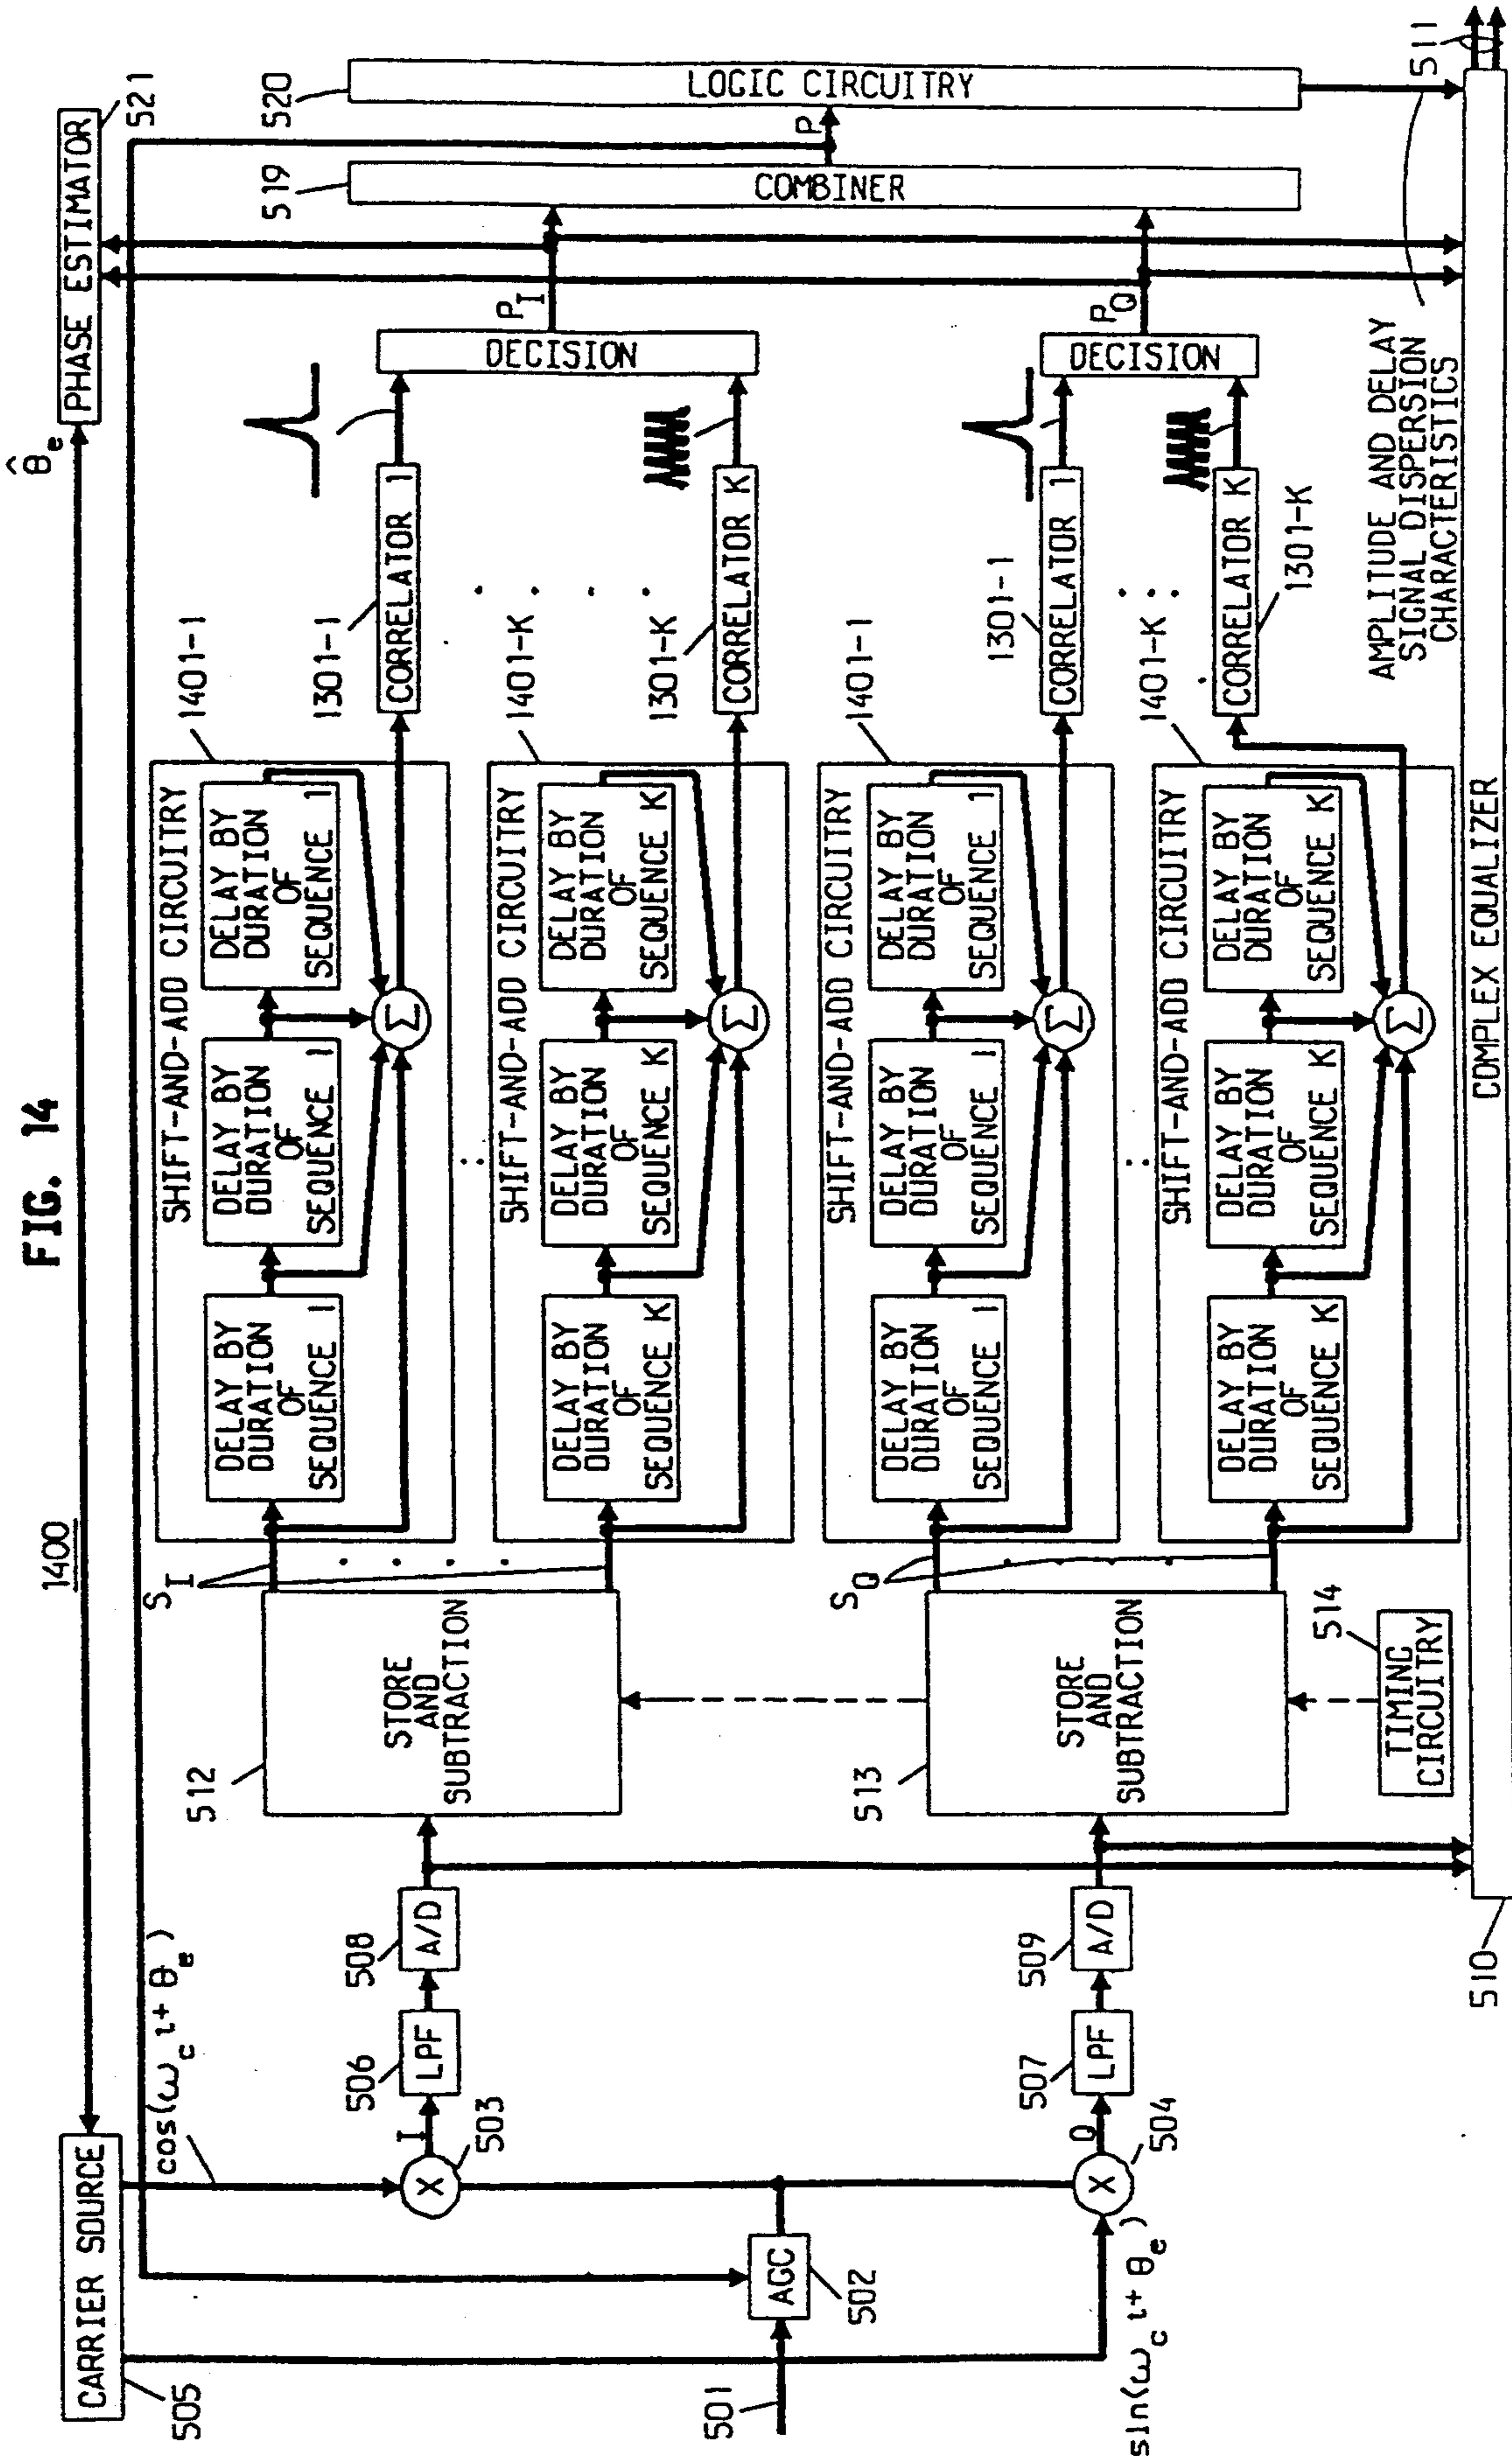 FIG. 14
1400
CARRIER SOURCE
505
θ̂e
PHASE ESTIMATOR
521
cos(ωc t+ θe)
sin(ωc t+ θe)
501
AGC
502
X
I
503
X
Q
504
506
LPF
508
A/D
507
LPF
509
A/D
512
STORE
AND
SUBTRACTION
513
STORE
AND
SUBTRACTION
TIMING
CIRCUITRY
514
SI
SQ
SHIFT-AND-ADD CIRCUITRY
1401-1
DELAY BY
DURATION
OF
SEQUENCE 1
DELAY BY
DURATION
OF
SEQUENCE 1
DELAY BY
DURATION
OF
SEQUENCE 1
Σ
SHIFT-AND-ADD CIRCUITRY
1401-K
DELAY BY
DURATION
OF
SEQUENCE K
DELAY BY
DURATION
OF
SEQUENCE K
DELAY BY
DURATION
OF
SEQUENCE K
Σ
SHIFT-AND-ADD CIRCUITRY
1401-1
DELAY BY
DURATION
OF
SEQUENCE 1
DELAY BY
DURATION
OF
SEQUENCE 1
DELAY BY
DURATION
OF
SEQUENCE 1
Σ
SHIFT-AND-ADD CIRCUITRY
1401-K
DELAY BY
DURATION
OF
SEQUENCE K
DELAY BY
DURATION
OF
SEQUENCE K
DELAY BY
DURATION
OF
SEQUENCE K
Σ
1301-1
CORRELATOR 1
1301-K
CORRELATOR K
1301-1
CORRELATOR 1
CORRELATOR K
1301-K
DECISION
PI
DECISION
PQ
519
COMBINER
P
520
LOGIC CIRCUITRY
AMPLITUDE AND DELAY
SIGNAL DISPERSION
CHARACTERISTICS
511
510
COMPLEX EQUALIZER